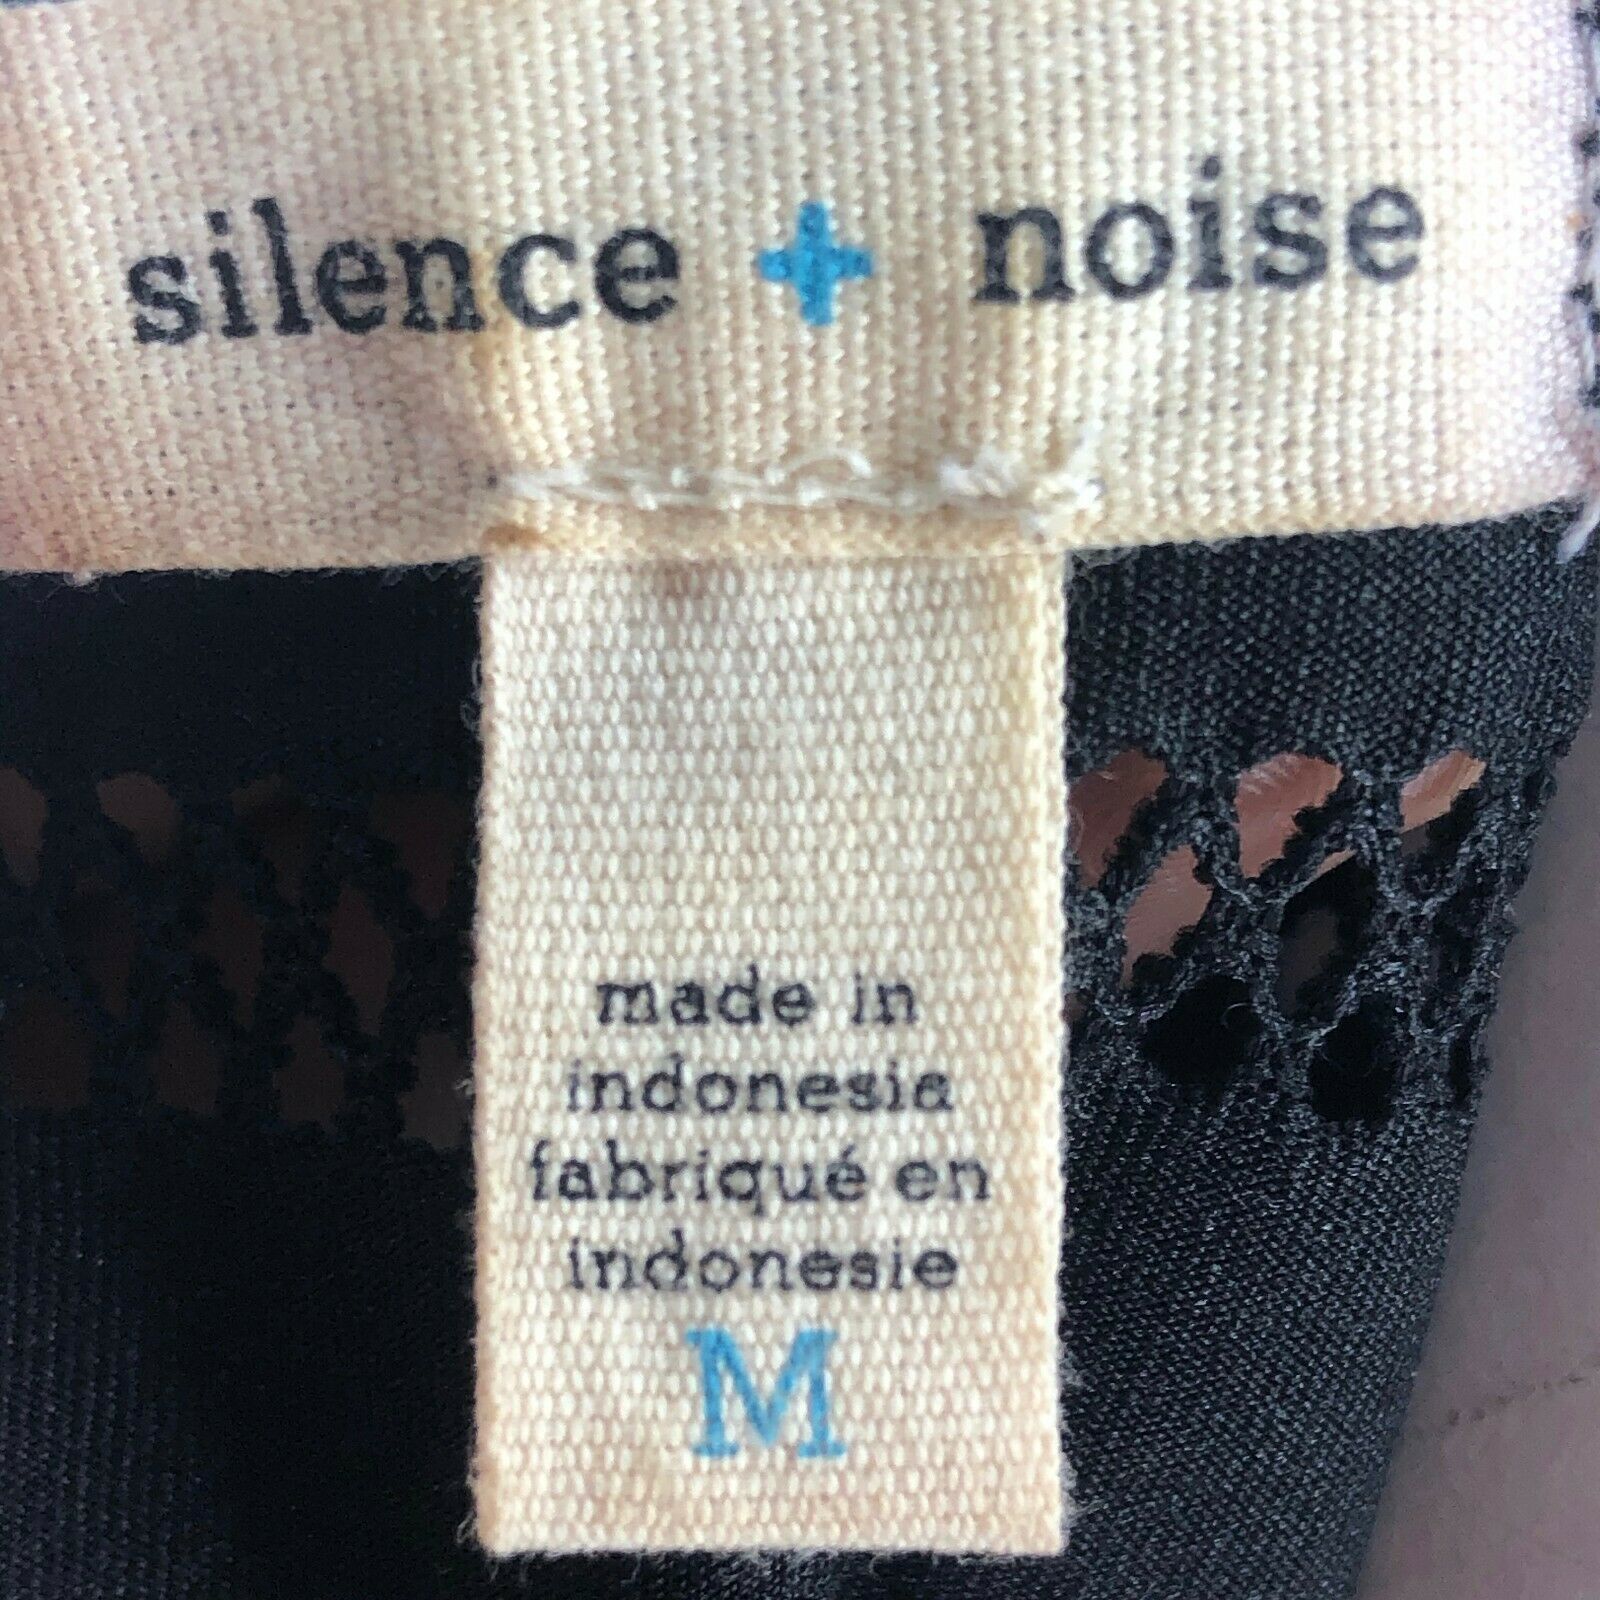 silence + noise
made in
indonesia
fabriqué en
indonesie
M